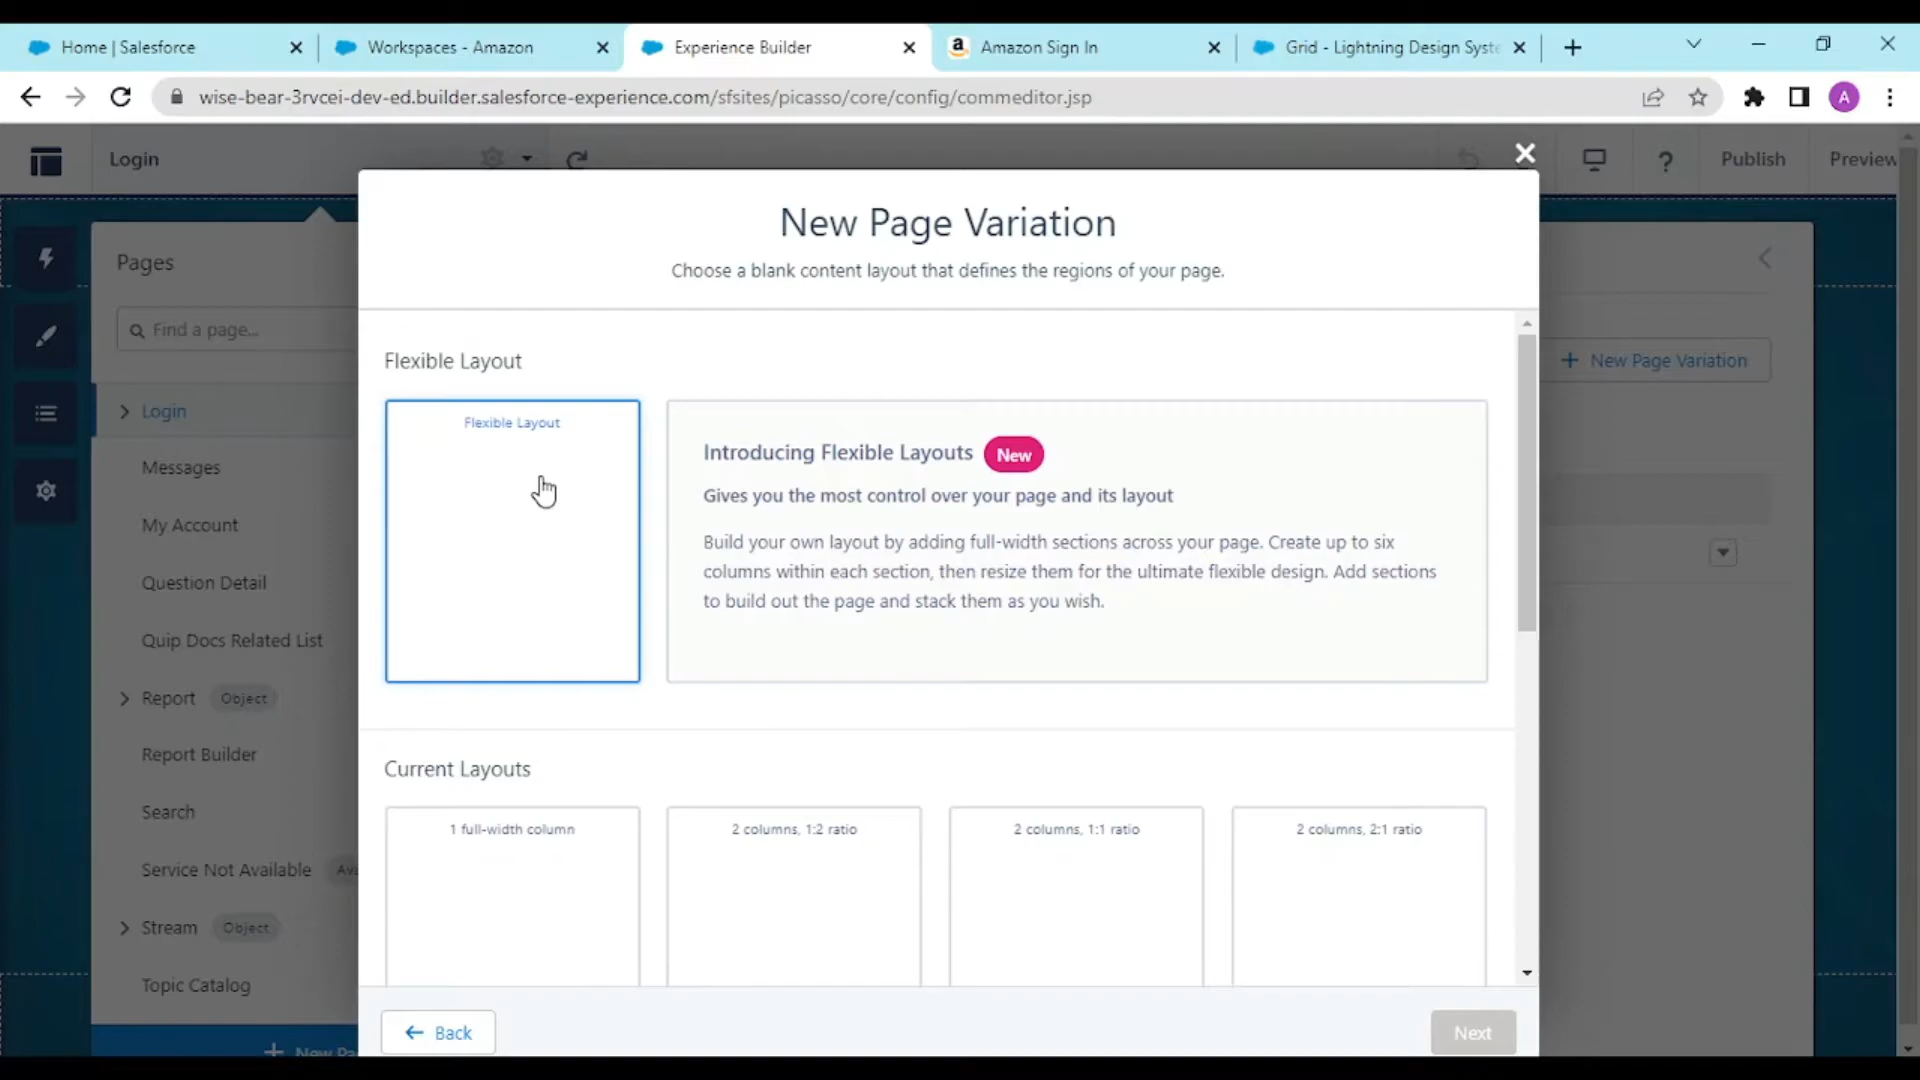 Home | Salesforce
Workspaces - Amazon
Experience Builder
Amazon Sign In
Grid - Lightning Design Syste
wise-bear-3rvcei-dev-ed.builder.salesforce-experience.com/sfsites/picasso/core/config/commeditor.jsp
A
Login
?
Publish
Preview
New Page Variation
Choose a blank content layout that defines the regions of your page.
Pages
Find a page...
+ New Page Variation
Login
Messages
My Account
Question Detail
Quip Docs Related List
Report Object
Report Builder
Search
Service Not Available
Stream Object
Topic Catalog
Flexible Layout
Flexible Layout
Introducing Flexible Layouts New
Gives you the most control over your page and its layout
Build your own layout by adding full-width sections across your page. Create up to six
columns within each section, then resize them for the ultimate flexible design. Add sections
to build out the page and stack them as you wish.
Current Layouts
1 full-width column
2 columns, 1:2 ratio
2 columns, 1:1 ratio
2 columns, 2:1 ratio
Back
Next